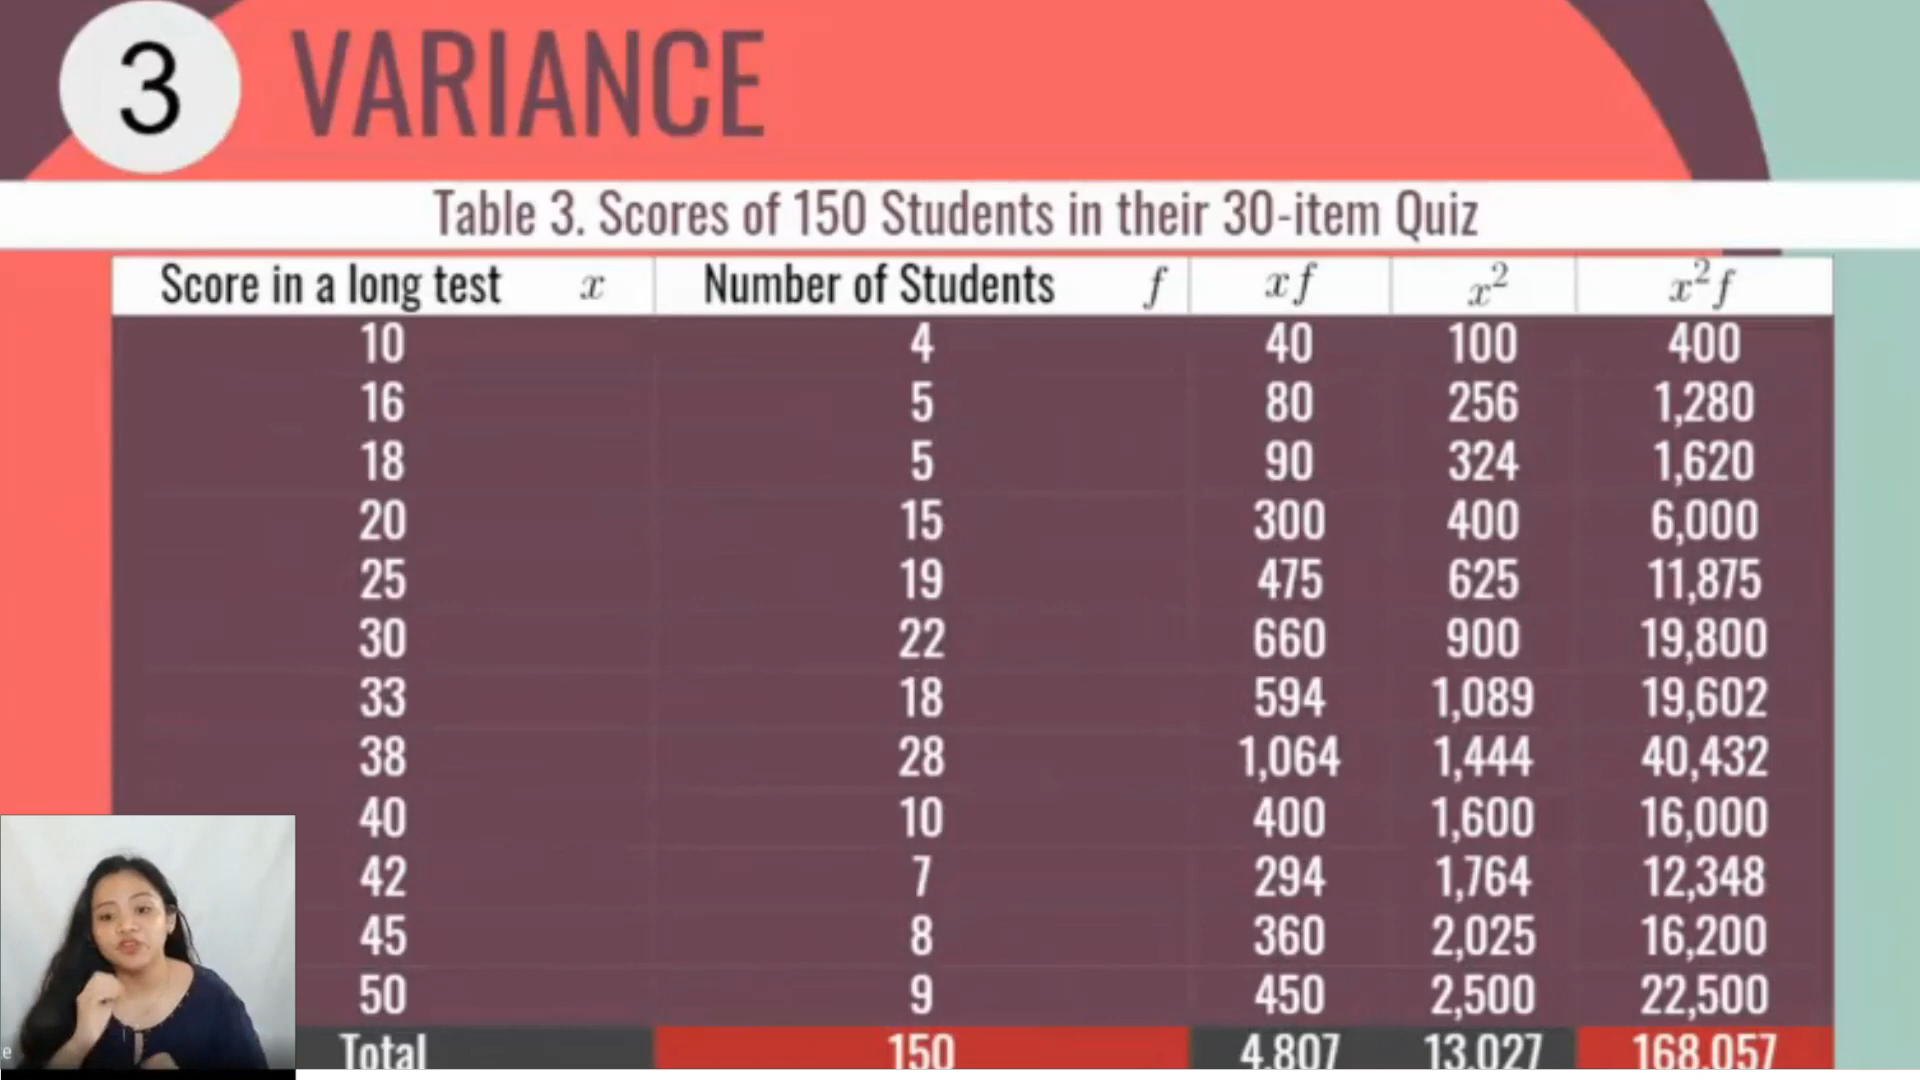 3 VARIANCE
Table 3. Scores of 150 Students in their 30-item Quiz
Score in a long test x Number of Students f xf x² x²f
10 4 40 100 400
16 5 80 256 1,280
18 5 90 324 1,620
20 15 300 400 6,000
25 19 475 625 11,875
30 22 660 900 19,800
33 18 594 1,089 19,602
38 28 1,064 1,444 40,432
40 10 400 1,600 16,000
42 7 294 1,764 12,348
45 8 360 2,025 16,200
50 9 450 2,500 22,500
Total 150 4,807 13,027 168,057